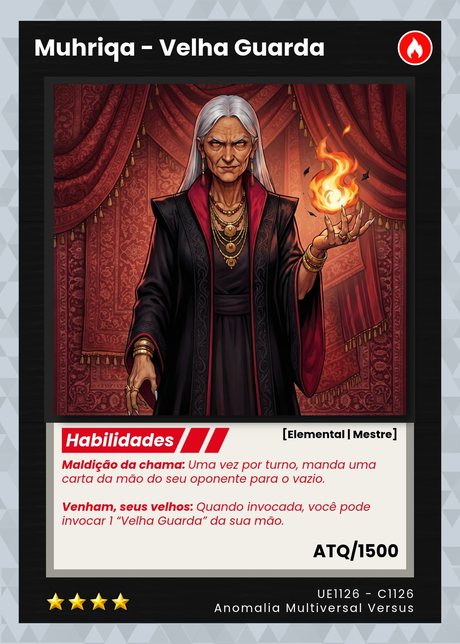 Muhriqa - Velha Guarda
Habilidades
[Elemental | Mestre]
Maldição da chama: Uma vez por turno, manda uma
carta da mão do seu oponente para o vazio.
Venham, seus velhos: Quando invocada, você pode
invocar 1 “Velha Guarda” da sua mão.
ATQ/1500
UE1126 - C1126
Anomalia Multiversal Versus